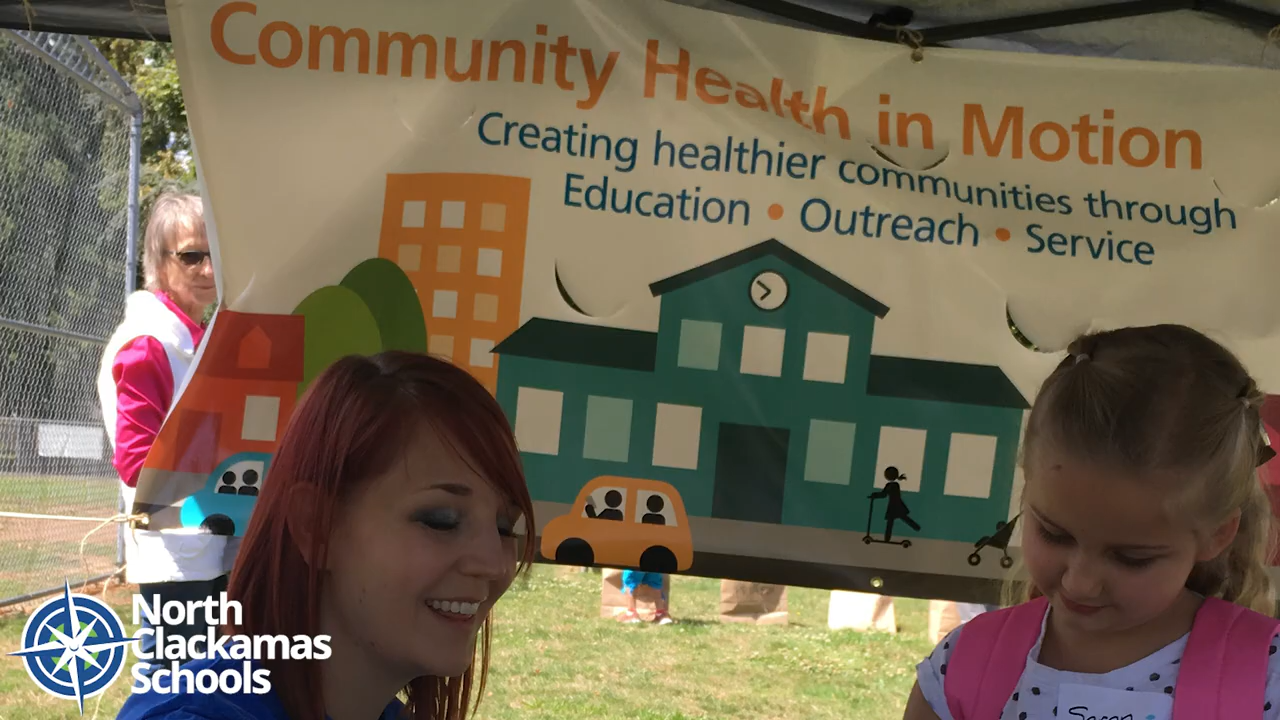 Community Health in Motion
Creating healthier communities through
Education • Outreach • Service
North
Clackamas
Schools